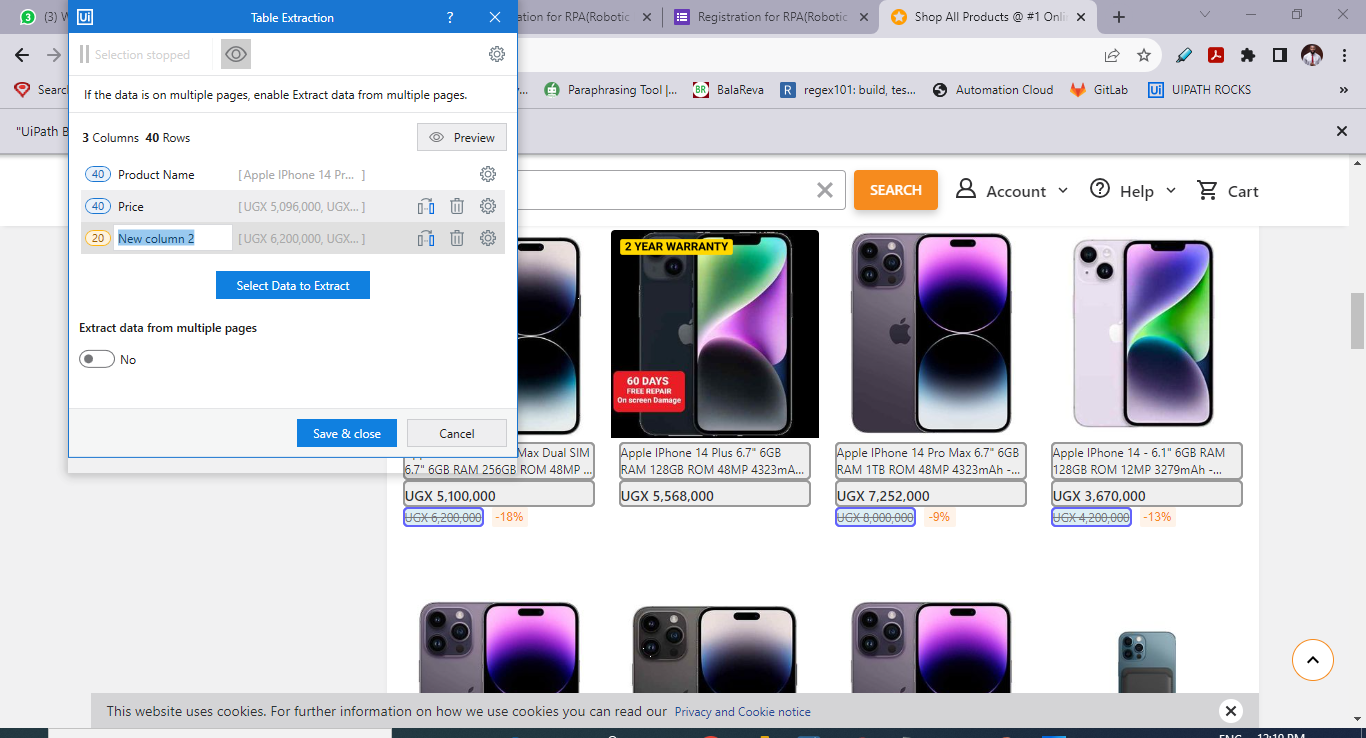 (3) W
Ui Table Extraction ?
ation for RPA(Robotic
Registration for RPA(Robotic
Shop All Products @ #1 Onli
Selection stopped
If the data is on multiple pages, enable Extract data from multiple pages.
Searc
Paraphrasing Tool |...
BR BalaReva
R regex101: build, tes...
Automation Cloud
GitLab
Ui UIPATH ROCKS
»
"UiPath B
3 Columns 40 Rows
Preview
40 Product Name [ Apple IPhone 14 Pr... ]
40 Price [ UGX 5,096,000, UGX... ]
20 New column 2 [ UGX 6,200,000, UGX... ]
Select Data to Extract
Extract data from multiple pages
No
Save & close
Cancel
SEARCH
Account
Help
Cart
2 YEAR WARRANTY
60 DAYS
FREE REPAIR
On screen Damage
Max Dual SIM
6.7" 6GB RAM 256GB ROM 48MP ...
UGX 5,100,000
UGX 6,200,000 -18%
Apple IPhone 14 Plus 6.7" 6GB
RAM 128GB ROM 48MP 4323mA...
UGX 5,568,000
Apple IPhone 14 Pro Max 6.7" 6GB
RAM 1TB ROM 48MP 4323mAh -...
UGX 7,252,000
UGX 8,000,000 -9%
Apple IPhone 14 - 6.1" 6GB RAM
128GB ROM 12MP 3279mAh -...
UGX 3,670,000
UGX 4,200,000 -13%
This website uses cookies. For further information on how we use cookies you can read our Privacy and Cookie notice
ENG 12:19 PM